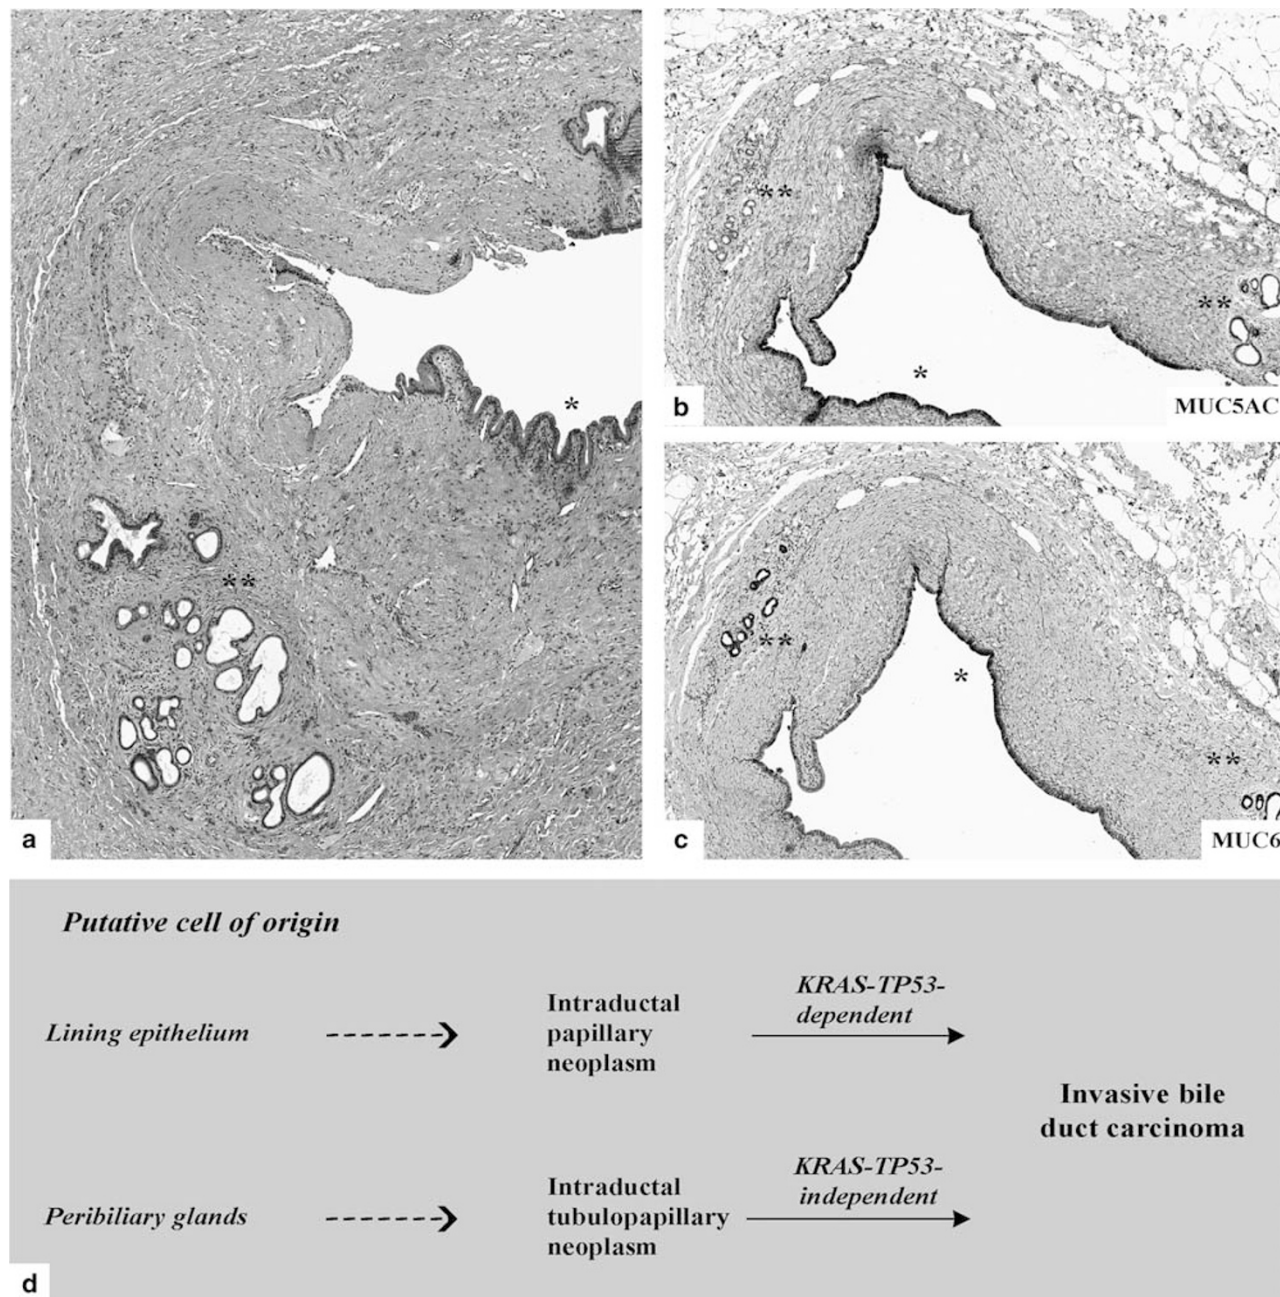 *
**
a
**
**
*
b
MUC5AC
**
*
**
c
MUC6
Putative cell of origin
Lining epithelium
Intraductal
papillary
neoplasm
KRAS-TP53-
dependent
Invasive bile
duct carcinoma
Peribiliary glands
Intraductal
tubulopapillary
neoplasm
KRAS-TP53-
independent
d